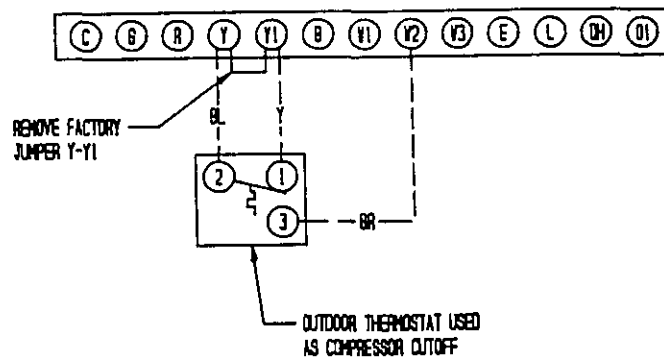 C G R Y Y1 B W1 W2 W3 E L OH O1
REMOVE FACTORY
JUMPER Y-Y1
BL Y
2 1
3 BR
OUTDOOR THERMOSTAT USED
AS COMPRESSOR CUTOFF